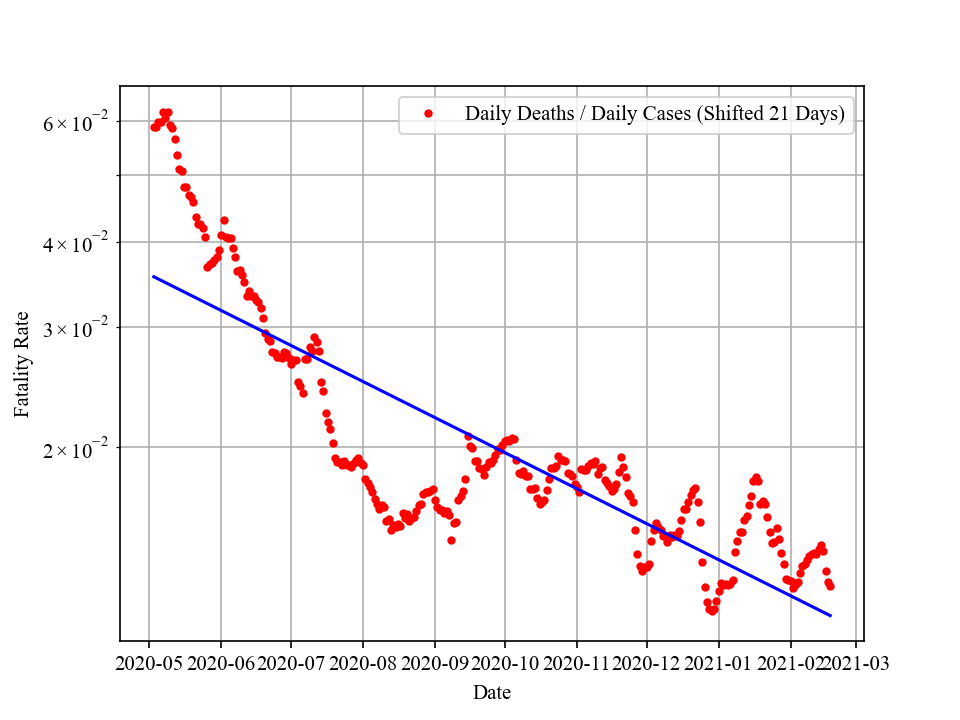 Daily Deaths / Daily Cases (Shifted 21 Days)
6 × 10⁻²
4 × 10⁻²
3 × 10⁻²
2 × 10⁻²
Fatality Rate
2020-05 2020-06 2020-07 2020-08 2020-09 2020-10 2020-11 2020-12 2021-01 2021-02 2021-03
Date